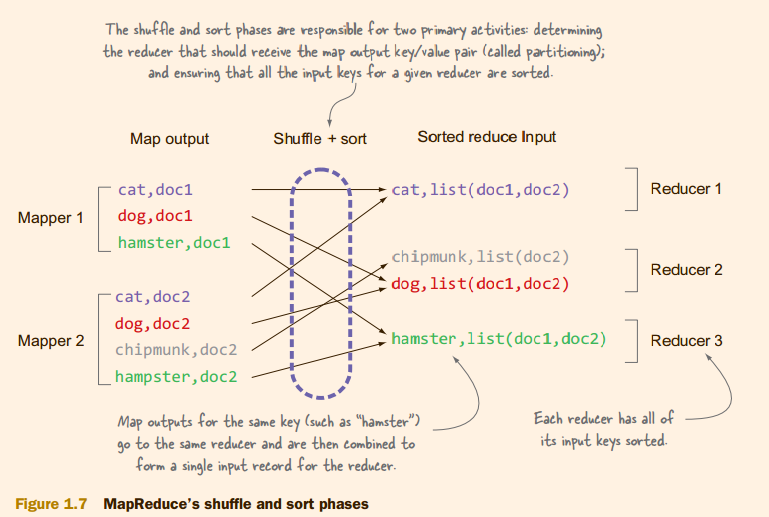 The shuffle and sort phases are responsible for two primary activities: determining
the reducer that should receive the map output key/value pair (called partitioning);
and ensuring that all the input keys for a given reducer are sorted.
Map output
Shuffle + sort
Sorted reduce Input
Mapper 1
cat,doc1
dog,doc1
hamster,doc1
Mapper 2
cat,doc2
dog,doc2
chipmunk,doc2
hampster,doc2
cat,list(doc1,doc2)
Reducer 1
chipmunk,list(doc2)
dog,list(doc1,doc2)
Reducer 2
hamster,list(doc1,doc2)
Reducer 3
Map outputs for the same key (such as “hamster”)
go to the same reducer and are then combined to
form a single input record for the reducer.
Each reducer has all of
its input keys sorted.
Figure 1.7 MapReduce’s shuffle and sort phases